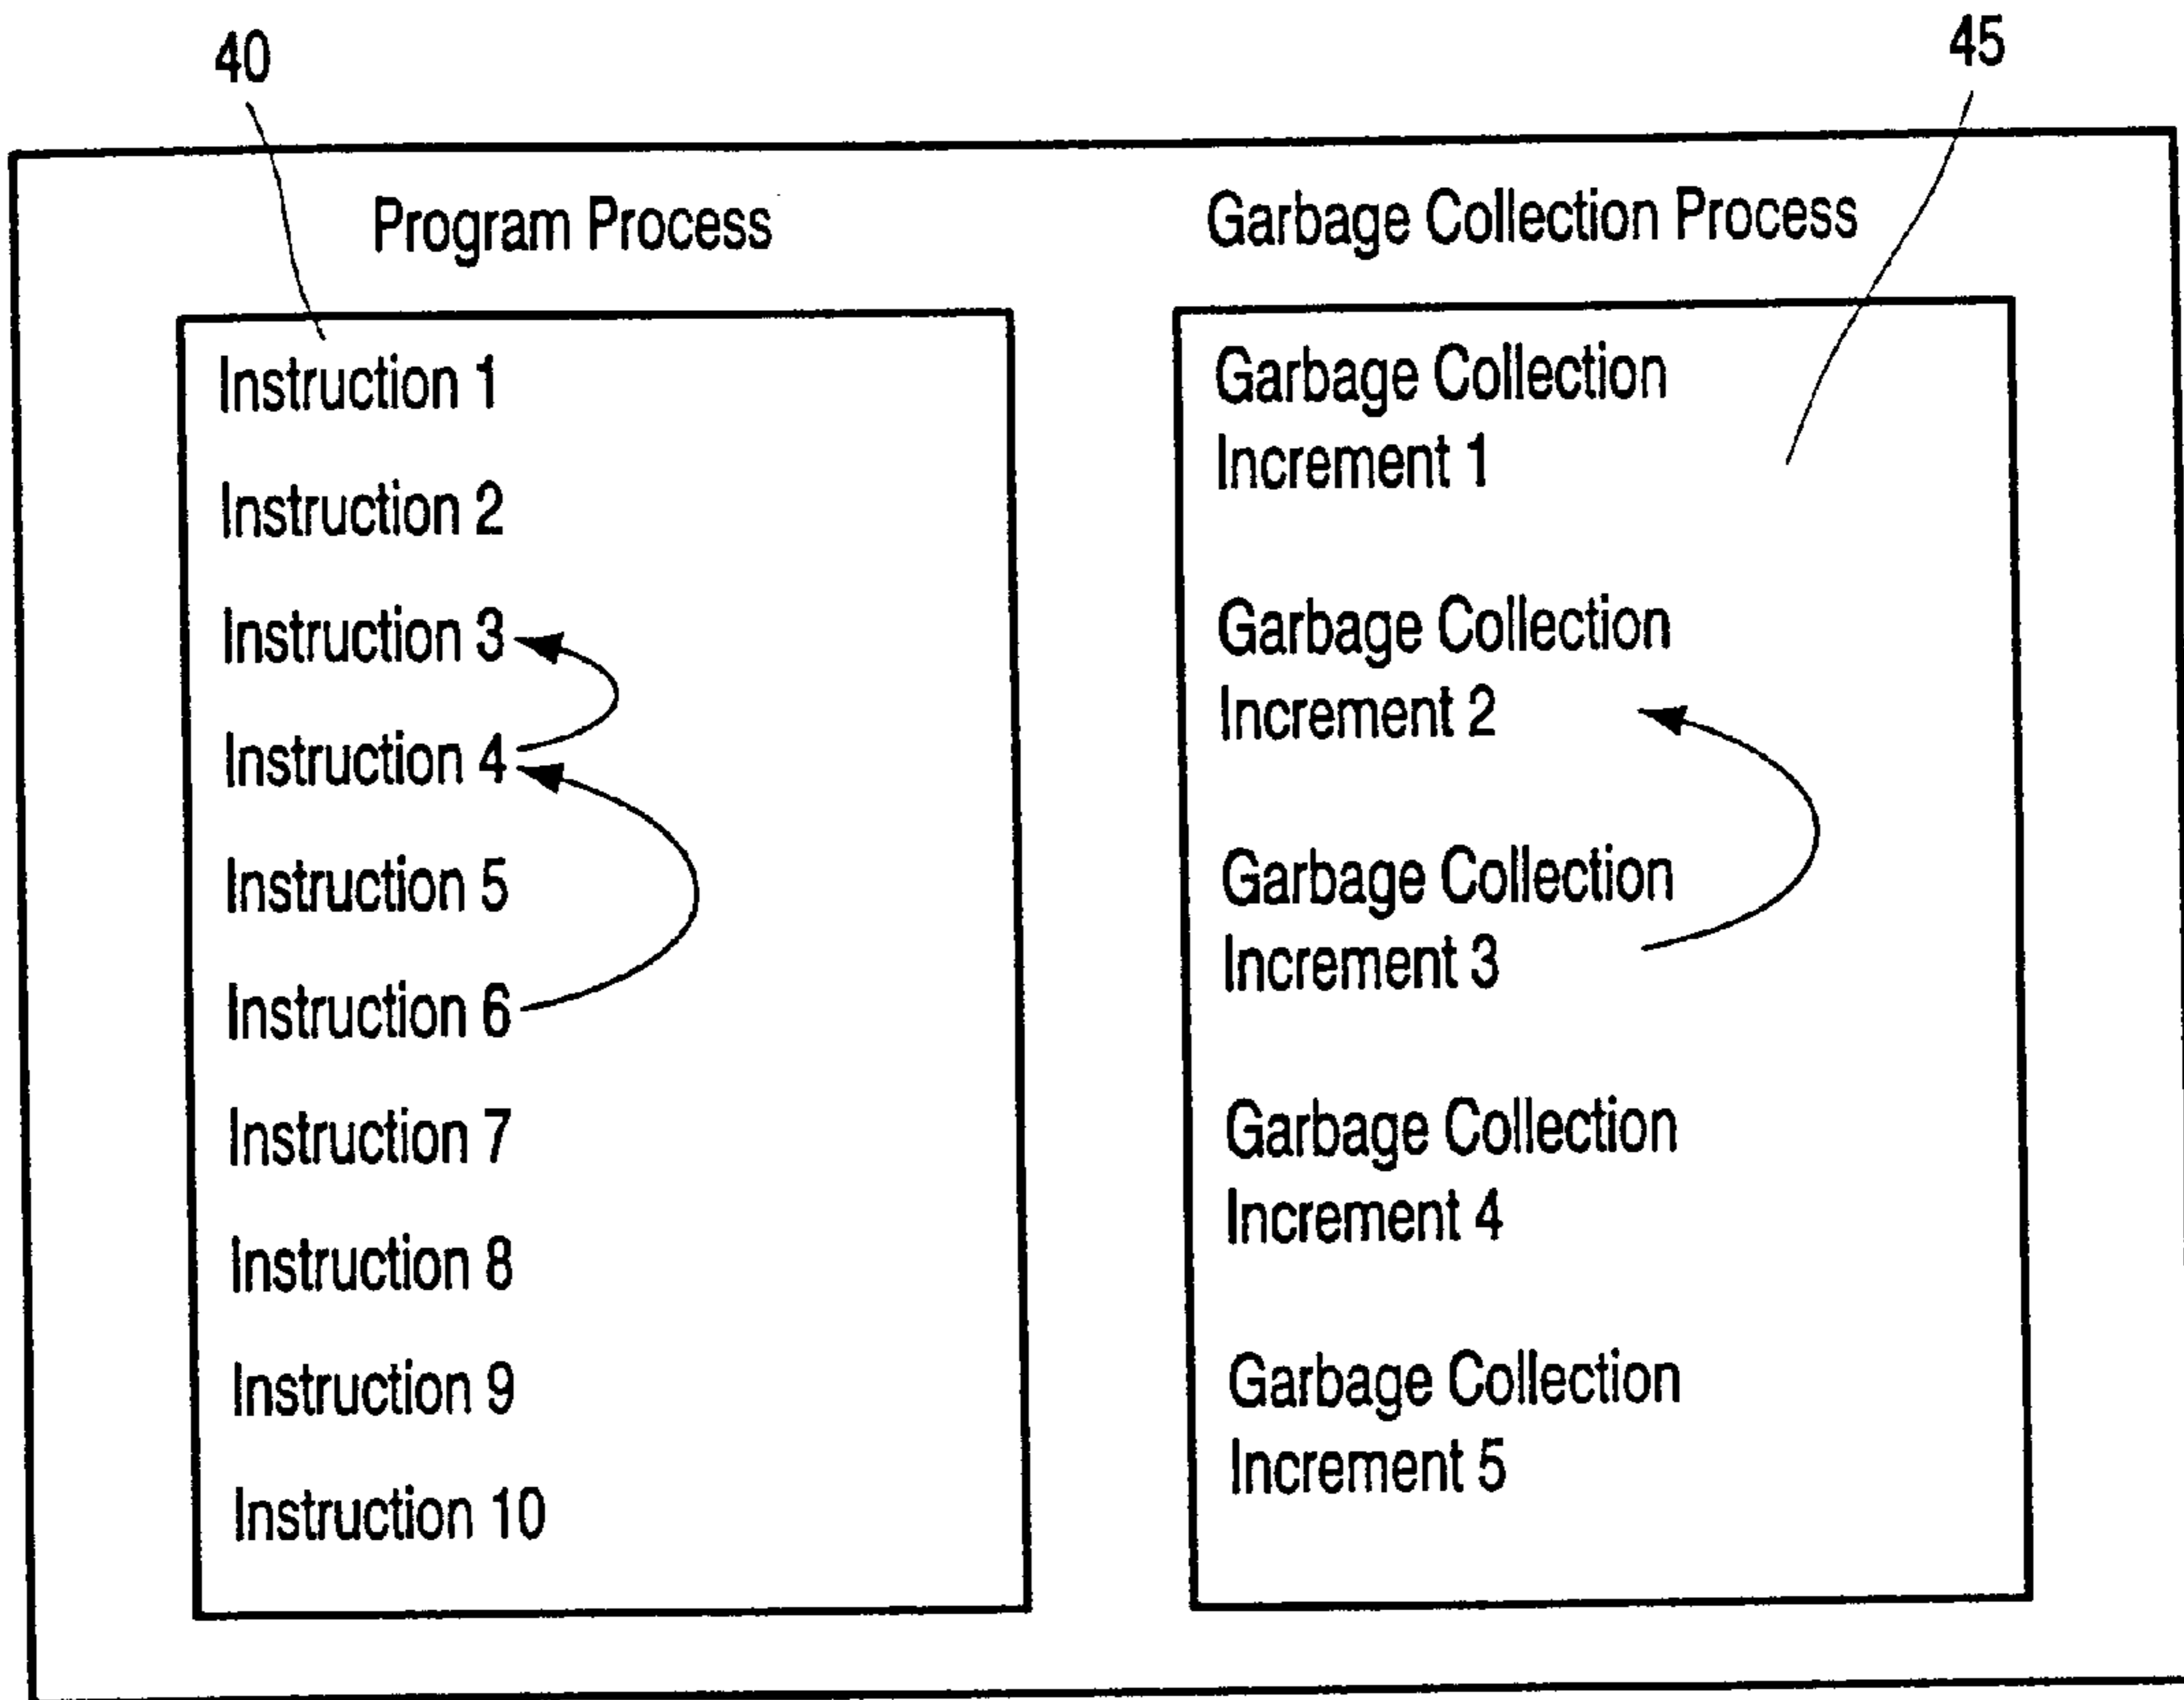 40
45
Program Process
Garbage Collection Process
Instruction 1
Instruction 2
Instruction 3
Instruction 4
Instruction 5
Instruction 6
Instruction 7
Instruction 8
Instruction 9
Instruction 10
Garbage Collection
Increment 1
Garbage Collection
Increment 2
Garbage Collection
Increment 3
Garbage Collection
Increment 4
Garbage Collection
Increment 5